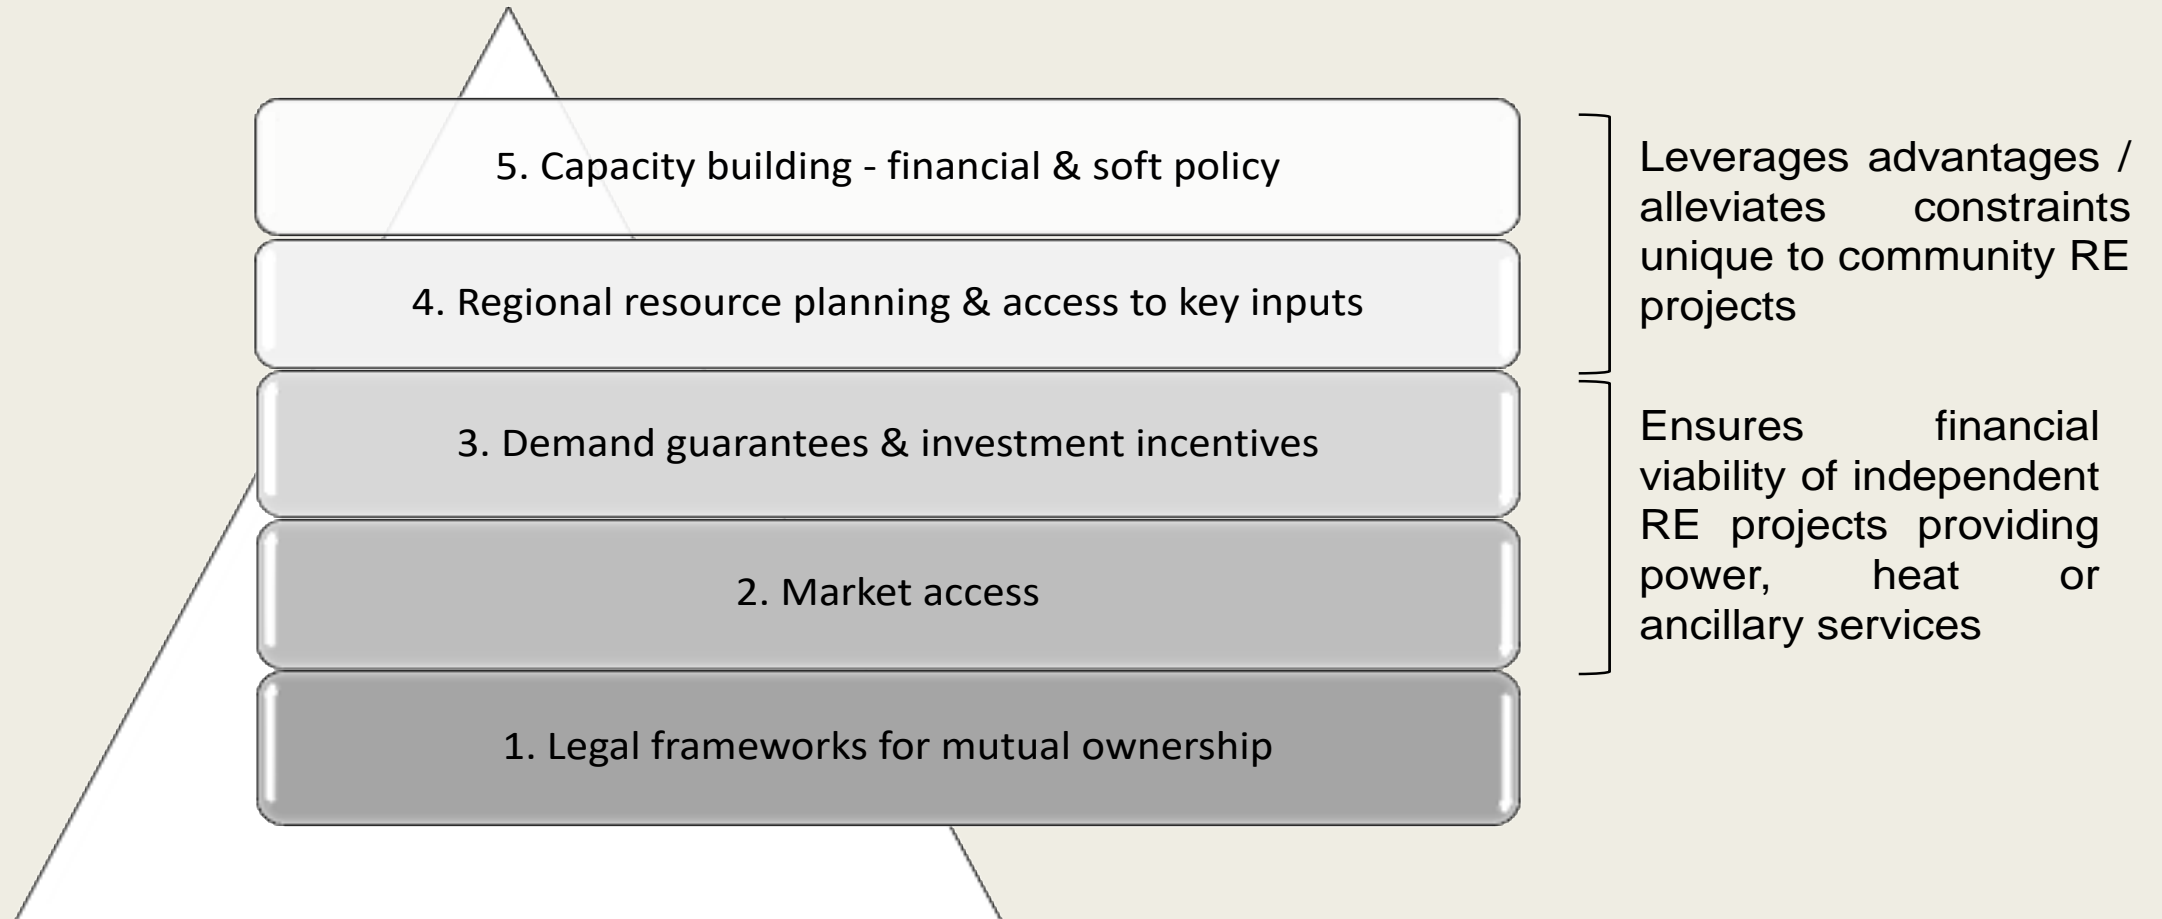 5. Capacity building - financial & soft policy
4. Regional resource planning & access to key inputs
3. Demand guarantees & investment incentives
2. Market access
1. Legal frameworks for mutual ownership
Leverages advantages /
alleviates constraints
unique to community RE
projects
Ensures financial
viability of independent
RE projects providing
power, heat or
ancillary services